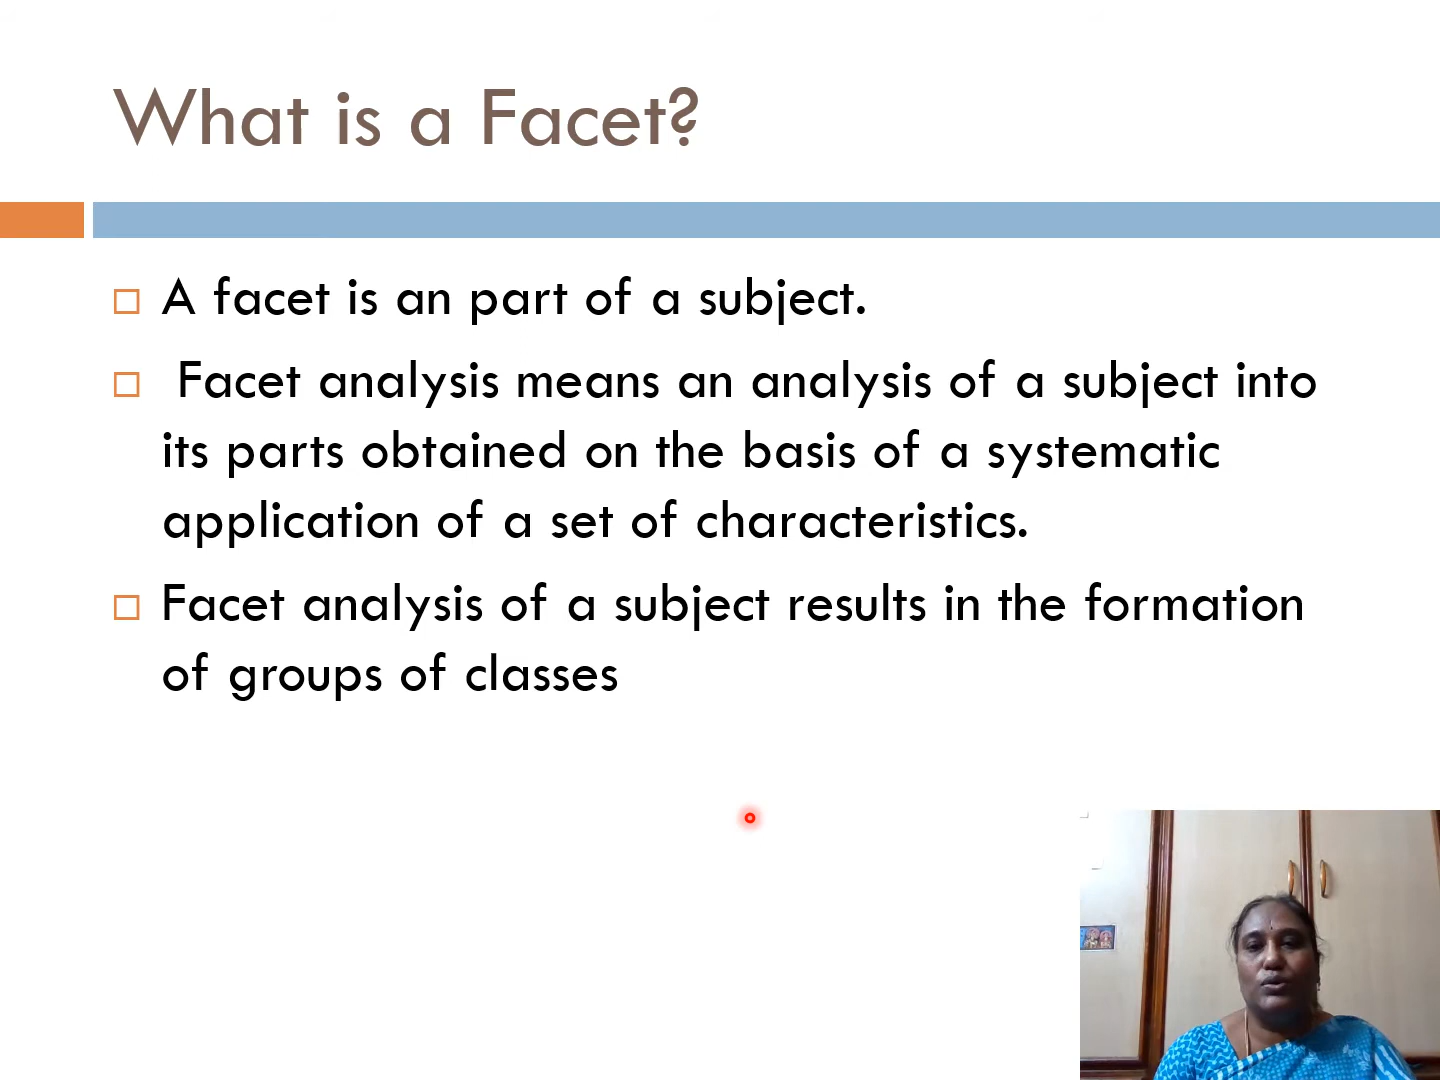 What is a Facet?
A facet is an part of a subject.
Facet analysis means an analysis of a subject into
its parts obtained on the basis of a systematic
application of a set of characteristics.
Facet analysis of a subject results in the formation
of groups of classes